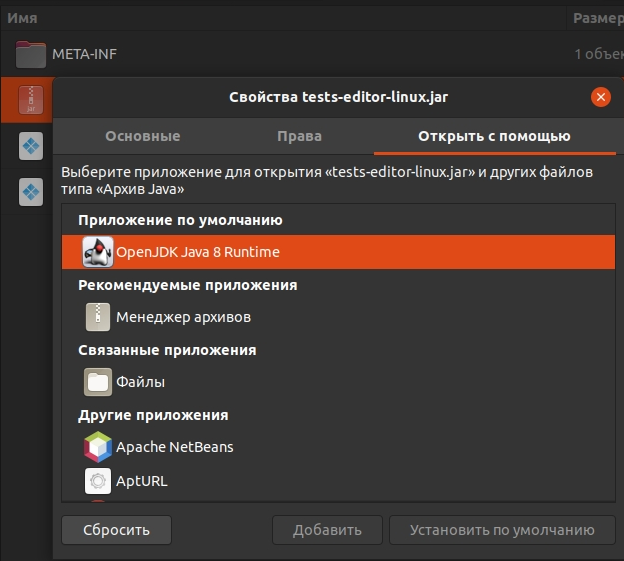 Имя Размер
META-INF 1 объек
Свойства tests-editor-linux.jar
Основные Права Открыть с помощью
Выберите приложение для открытия «tests-editor-linux.jar» и других файлов
типа «Архив Java»
Приложение по умолчанию
OpenJDK Java 8 Runtime
Рекомендуемые приложения
Менеджер архивов
Связанные приложения
Файлы
Другие приложения
Apache NetBeans
AptURL
Сбросить Добавить Установить по умолчанию